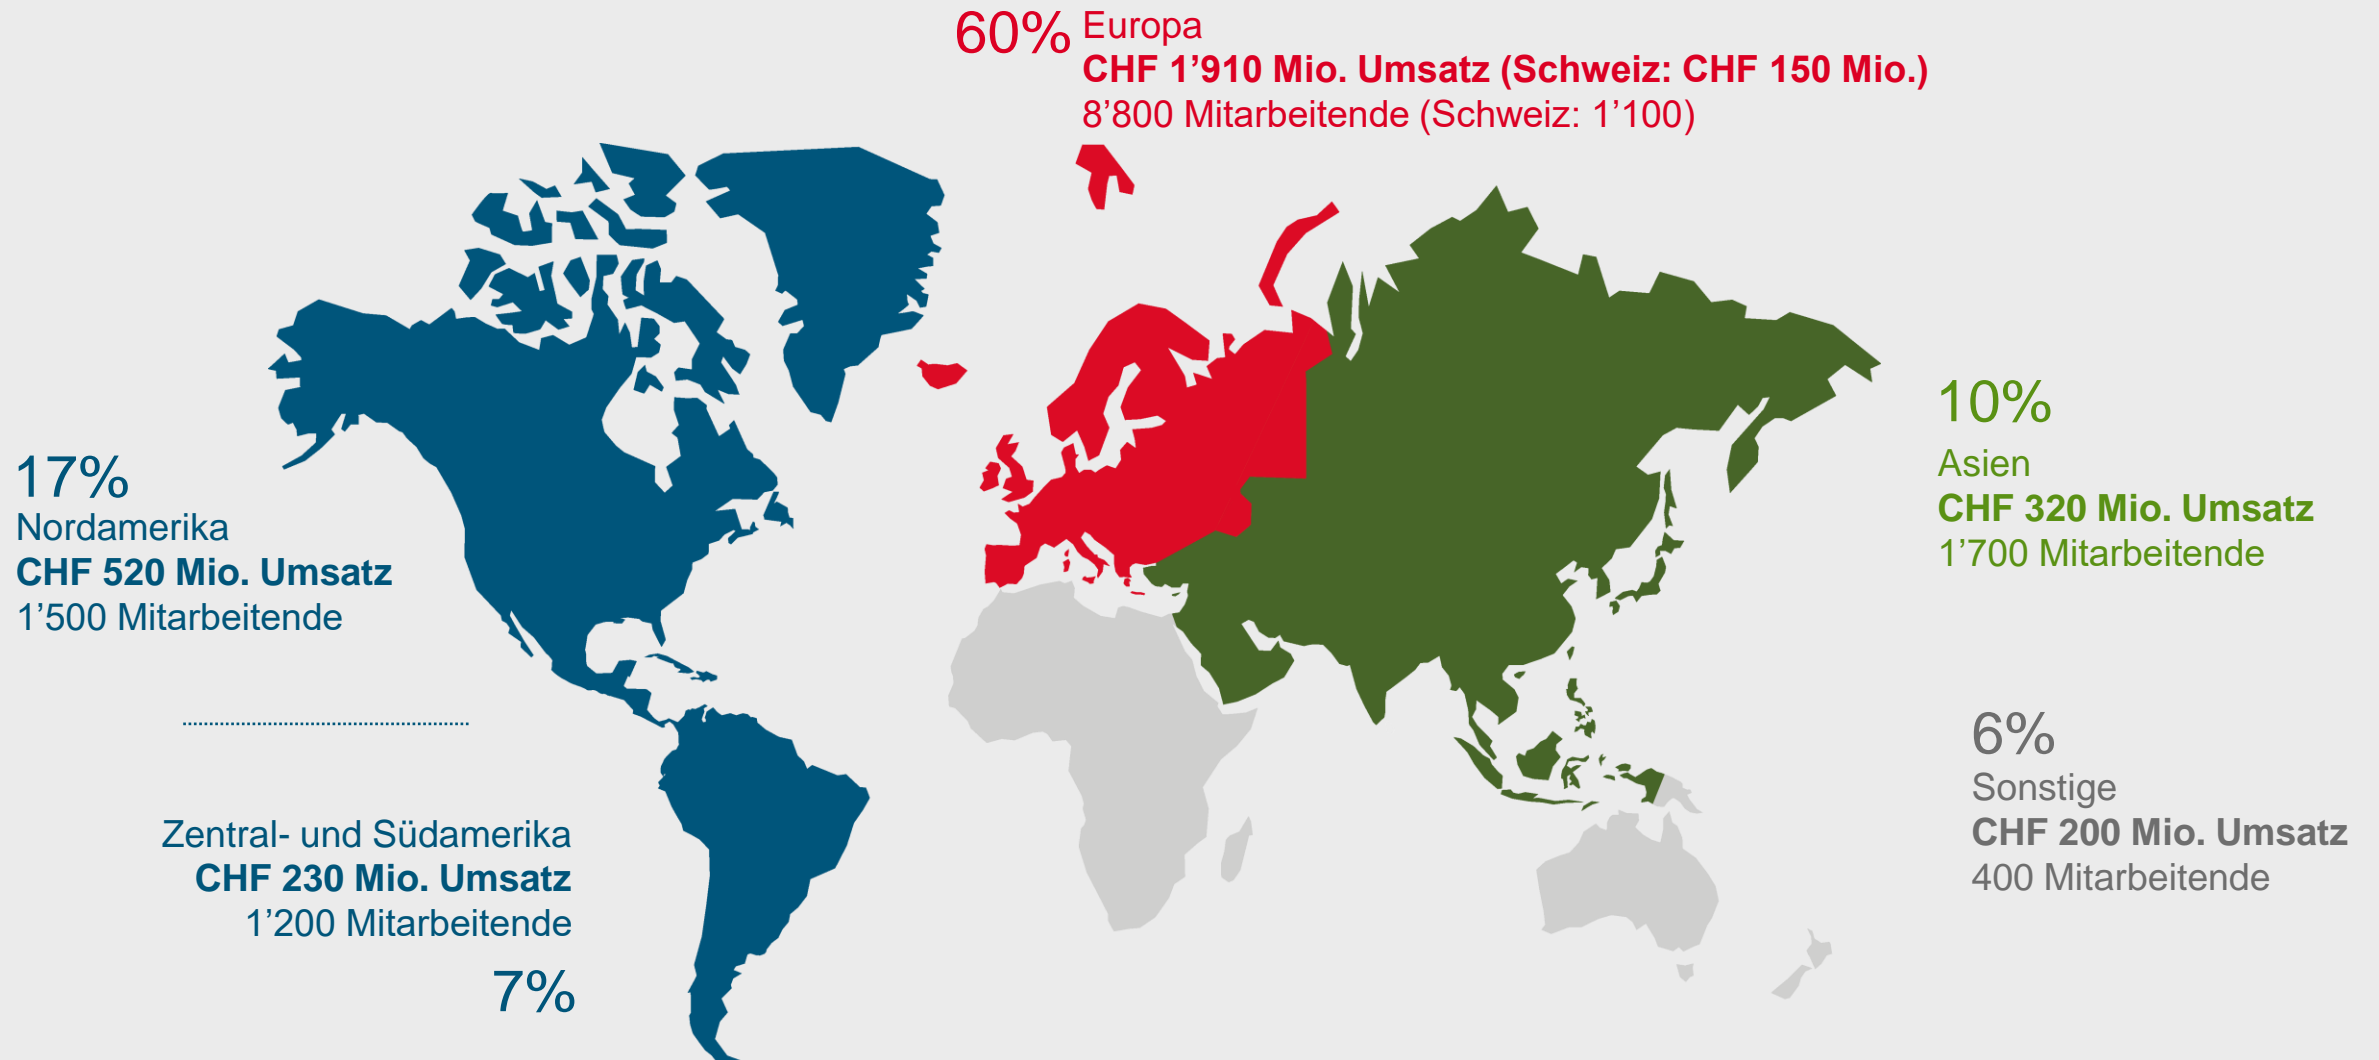 60%
Europa
CHF 1’910 Mio. Umsatz (Schweiz: CHF 150 Mio.)
8’800 Mitarbeitende (Schweiz: 1’100)
17%
Nordamerika
CHF 520 Mio. Umsatz
1’500 Mitarbeitende
10%
Asien
CHF 320 Mio. Umsatz
1’700 Mitarbeitende
Zentral- und Südamerika
CHF 230 Mio. Umsatz
1’200 Mitarbeitende
7%
6%
Sonstige
CHF 200 Mio. Umsatz
400 Mitarbeitende